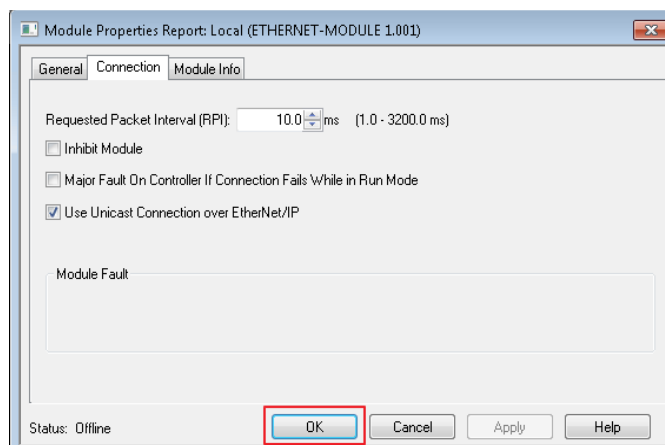 Module Properties Report: Local (ETHERNET-MODULE 1.001)
General Connection Module Info
Requested Packet Interval (RPI): 10.0 ms (1.0 - 3200.0 ms)
Inhibit Module
Major Fault On Controller If Connection Fails While in Run Mode
Use Unicast Connection over EtherNet/IP
Module Fault
Status: Offline OK Cancel Apply Help